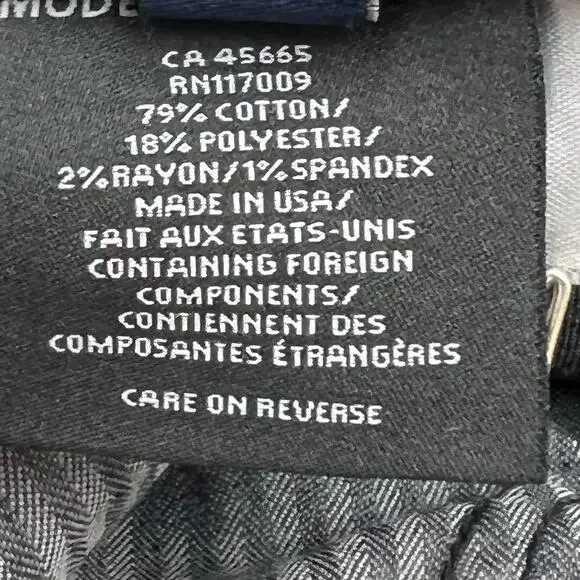 MODE
CA 45665
RN117009
79% COTTON/
18% POLYESTER/
2% RAYON/1% SPANDEX
MADE IN USA/
FAIT AUX ETATS-UNIS
CONTAINING FOREIGN
COMPONENTS/
CONTIENNENT DES
COMPOSANTES ÉTRANGÈRES
CARE ON REVERSE